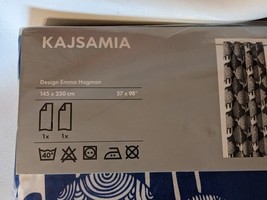 KAJSAMIA
Design Emma Hagman
145 x 250 cm 57 x 98"
1x 1x
40°